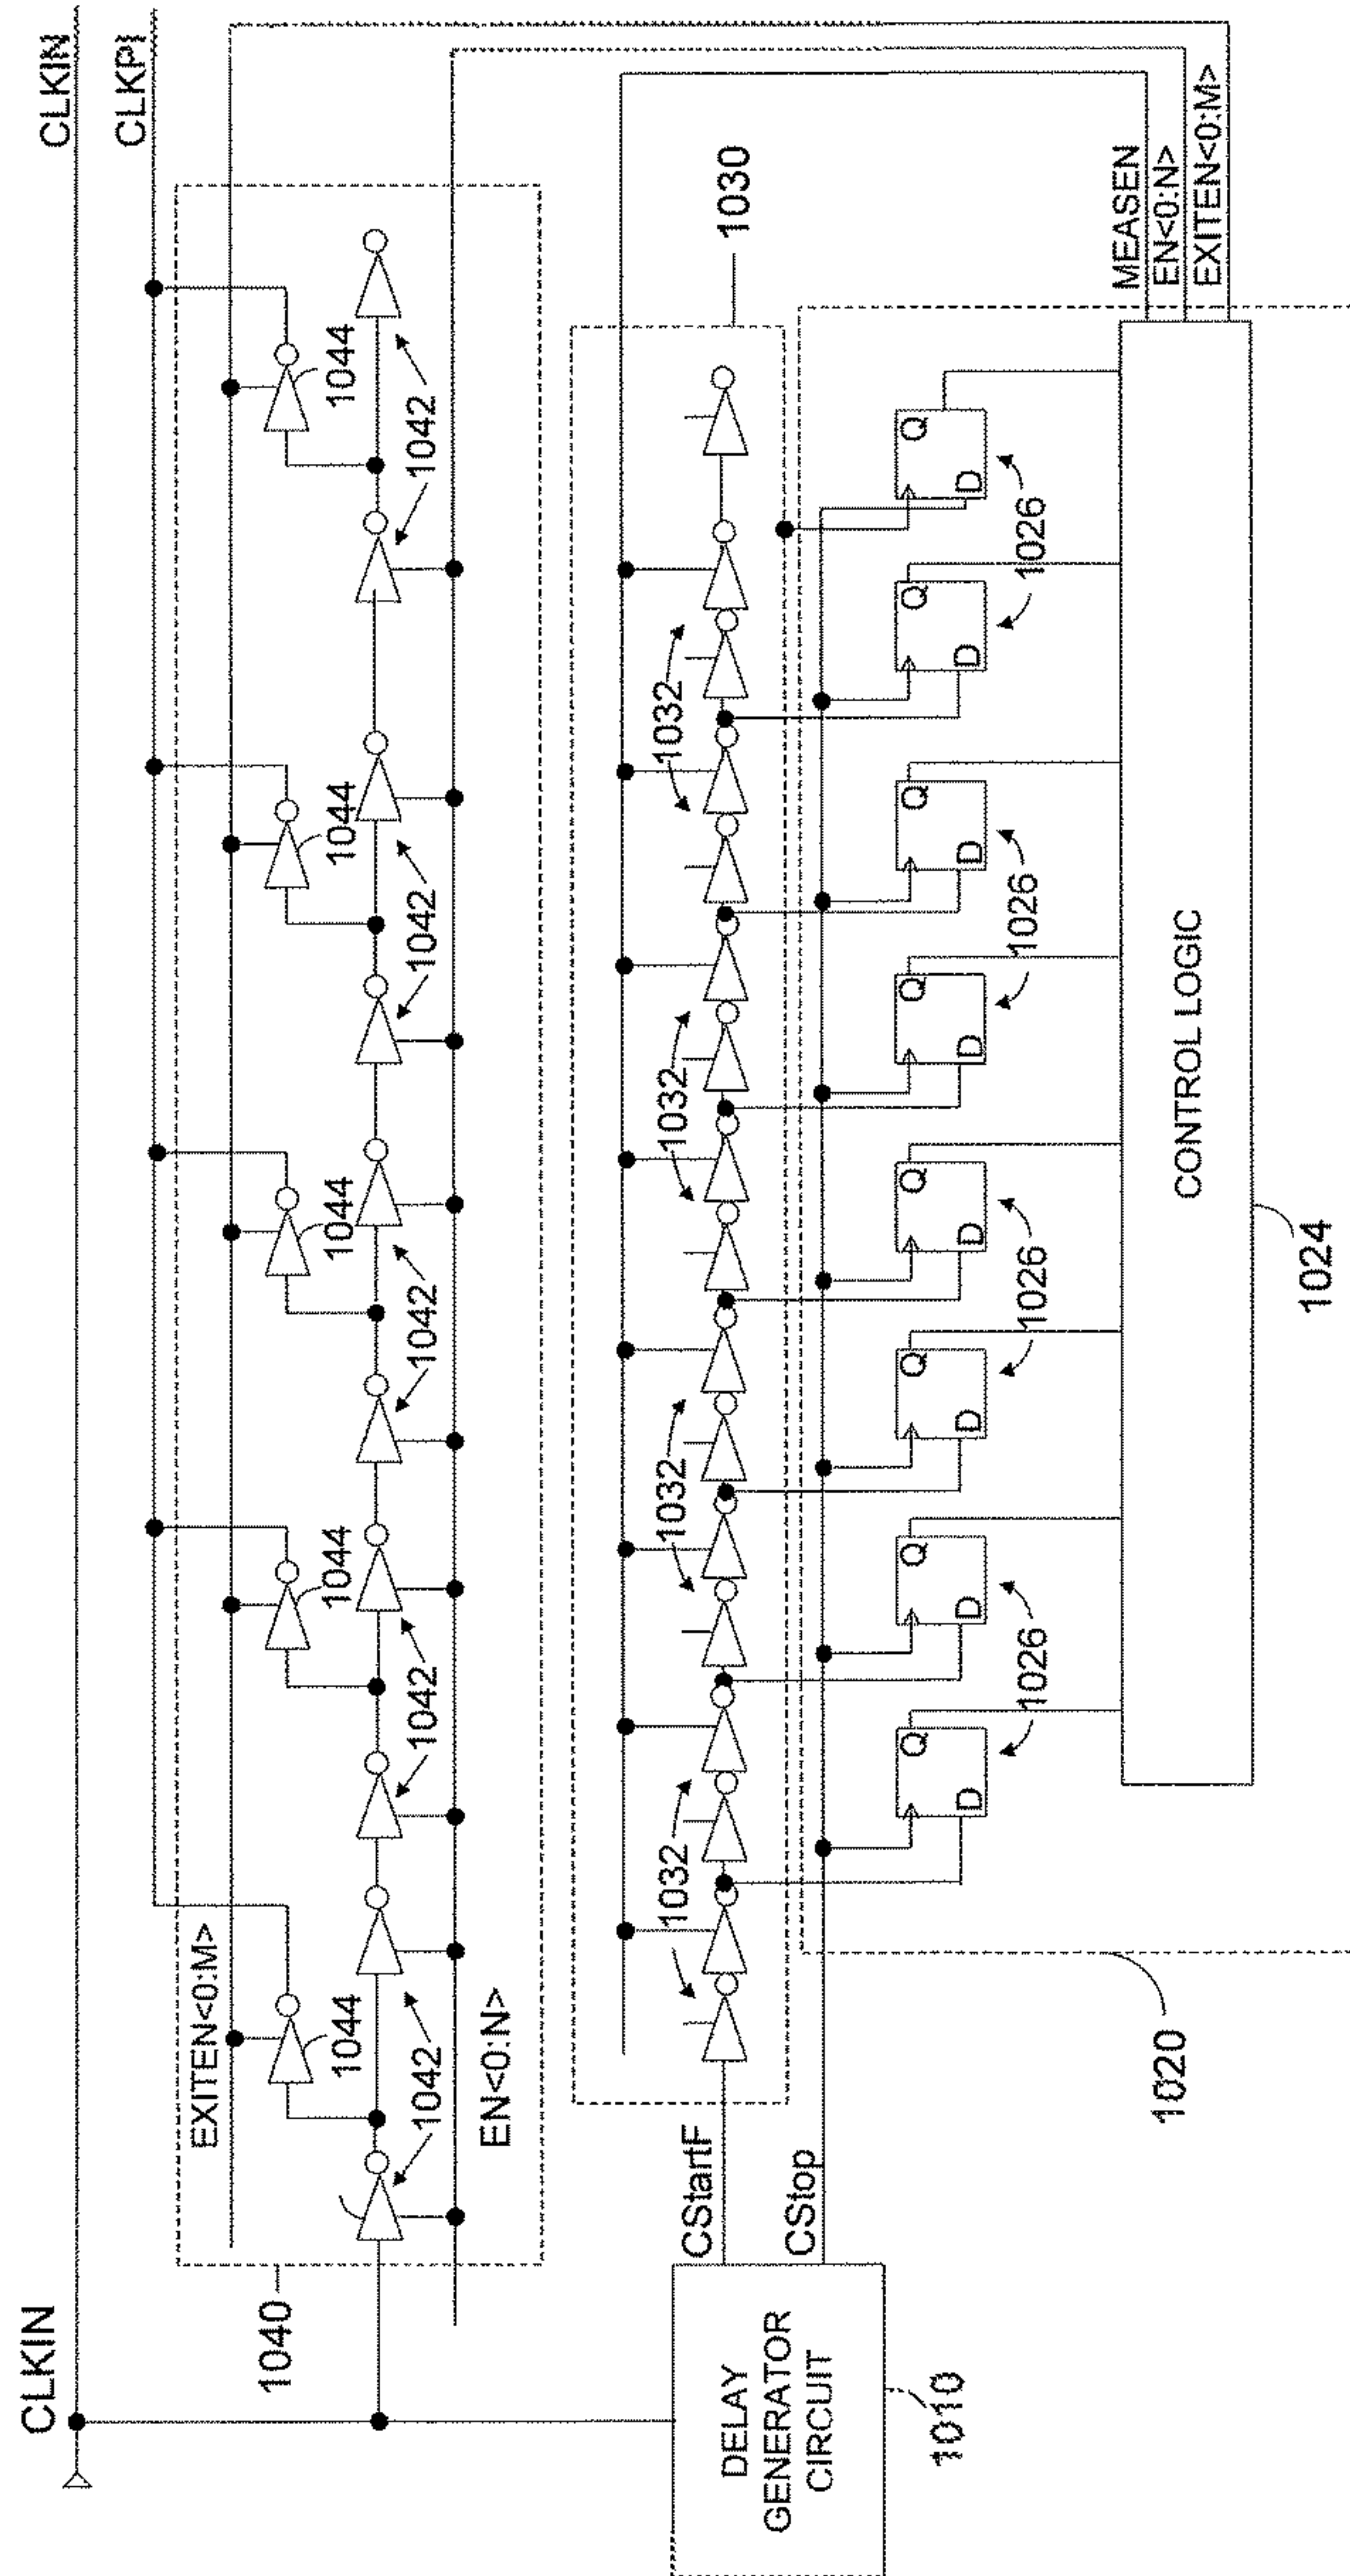 CLKIN
CLKIN
CLKPI
1040
EXITEN<0:M>
1044
1044
1044
1044
1044
1042
1042
1042
1042
1042
1042
1042
1042
EN<0:N>
1030
CStartF
1032
1032
1032
1032
CStop
MEASEN
EN<0:N>
EXITEN<0:M>
DELAY
GENERATOR
CIRCUIT
1010
Q
D
Q
D
Q
D
Q
D
Q
D
Q
D
Q
D
Q
D
1026
1026
1026
1026
1020
CONTROL LOGIC
1024